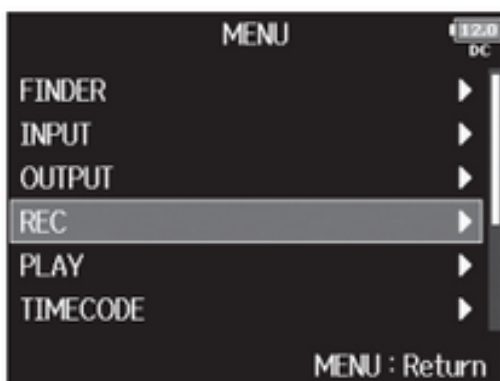 MENU
12.0
DC
FINDER
INPUT
OUTPUT
REC
PLAY
TIMECODE
MENU : Return